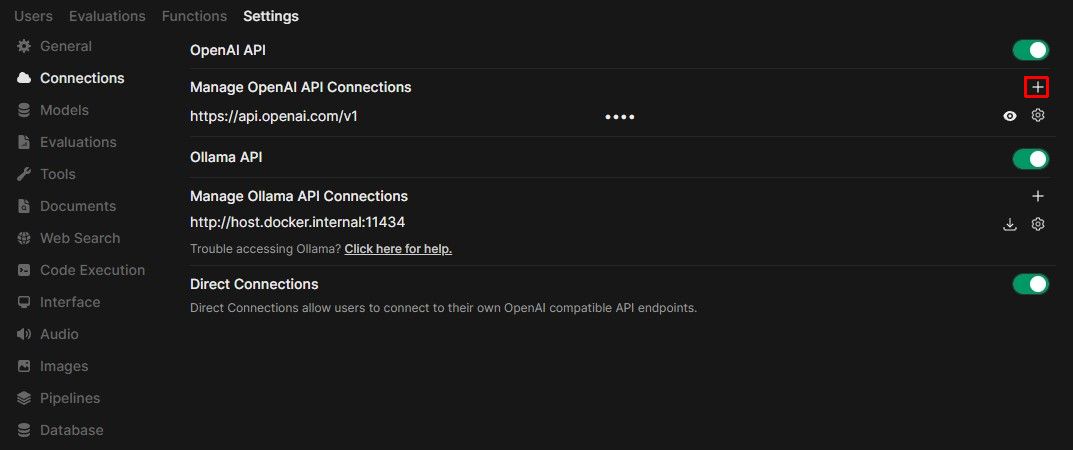 Users Evaluations Functions Settings
General
Connections
Models
Evaluations
Tools
Documents
Web Search
Code Execution
Interface
Audio
Images
Pipelines
Database
OpenAI API
Manage OpenAI API Connections
https://api.openai.com/v1 ••••
Ollama API
Manage Ollama API Connections
http://host.docker.internal:11434
Trouble accessing Ollama? Click here for help.
Direct Connections
Direct Connections allow users to connect to their own OpenAI compatible API endpoints.